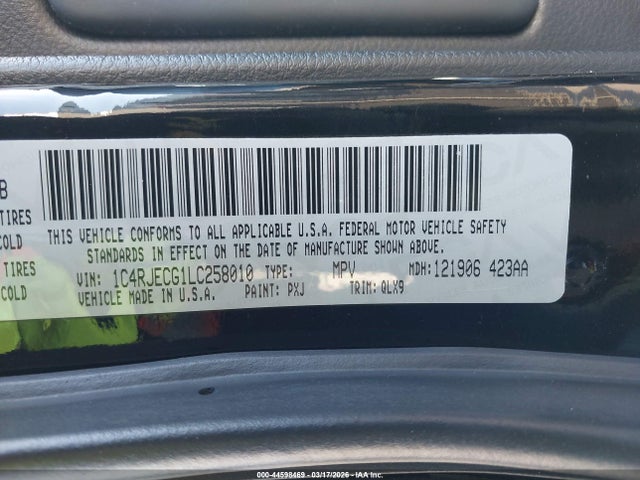 B
TIRES
COLD
TIRES
COLD
THIS VEHICLE CONFORMS TO ALL APPLICABLE U.S.A. FEDERAL MOTOR VEHICLE SAFETY
STANDARDS IN EFFECT ON THE DATE OF MANUFACTURE SHOWN ABOVE.
VIN: 1C4RJECG1LC258010 TYPE: MPV MDH: 121906 423AA
VEHICLE MADE IN U.S.A. PAINT: PXJ TRIM: QLX9
000-44598469 - 03/17/2026 - IAA Inc.